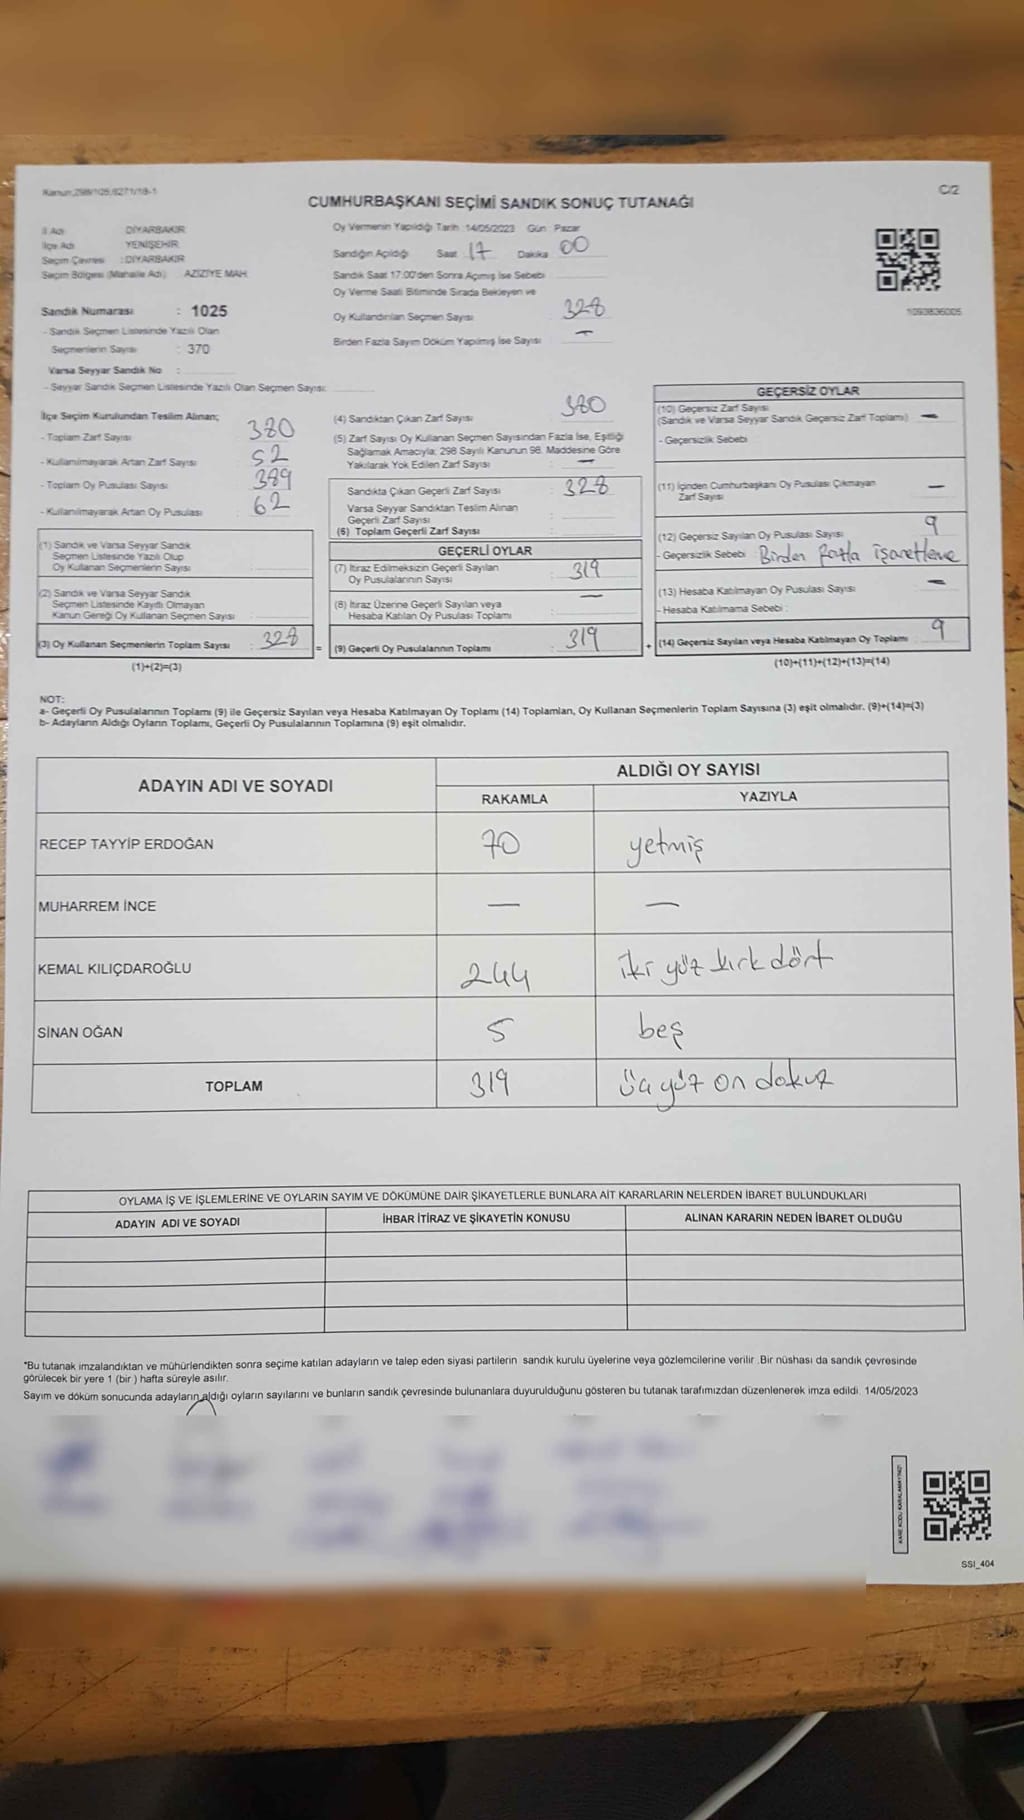 Kanun:298/105,6271/18-1
C/2
CUMHURBAŞKANI SEÇİMİ SANDIK SONUÇ TUTANAĞI
İl Adı DİYARBAKIR
İlçe Adı YENİŞEHİR
Seçim Çevresi : DİYARBAKIR
Seçim Bölgesi (Mahalle Adı) : AZİZİYE MAH.
Sandık Numarası : 1025
- Sandık Seçmen Listesinde Yazılı Olan
Seçmenlerin Sayısı : 370
Varsa Seyyar Sandık No :
- Seyyar Sandık Seçmen Listesinde Yazılı Olan Seçmen Sayısı:
Oy Vermenin Yapıldığı Tarih :14/05/2023 Gün: Pazar
Sandığın Açıldığı Saat 17 Dakika 00
Sandık Saat 17:00'den Sonra Açımış İse Sebebi
Oy Verme Saati Bitiminde Sırada Bekleyen ve
Oy Kullandırılan Seçmen Sayısı : 328
Birden Fazla Sayım Döküm Yapılmış İse Sayısı : —
1093836005
İlçe Seçim Kurulundan Teslim Alınan;
- Toplam Zarf Sayısı : 380
- Kullanılmayarak Artan Zarf Sayısı : 52
- Toplam Oy Pusulası Sayısı : 389
- Kullanılmayarak Artan Oy Pusulası : 62
(1) Sandık ve Varsa Seyyar Sandık
Seçmen Listesinde Yazılı Olup
Oy Kullanan Seçmenlerin Sayısı :
(2) Sandık ve Varsa Seyyar Sandık
Seçmen Listesinde Kayıtlı Olmayan
Kanun Gereği Oy Kullanan Seçmen Sayısı :
(3) Oy Kullanan Seçmenlerin Toplam Sayısı : 328
(1)+(2)=(3)
(4) Sandıktan Çıkan Zarf Sayısı : 380
(5) Zarf Sayısı Oy Kullanan Seçmen Sayısından Fazla İse, Eşitliği
Sağlamak Amacıyla; 298 Sayılı Kanunun 98. Maddesine Göre
Yakılarak Yok Edilen Zarf Sayısı : —
Sandıkta Çıkan Geçerli Zarf Sayısı : 328
Varsa Seyyar Sandıktan Teslim Alınan
Geçerli Zarf Sayısı :
(6) Toplam Geçerli Zarf Sayısı :
GEÇERLİ OYLAR
(7) İtiraz Edilmeksizin Geçerli Sayılan
Oy Pusulalarının Sayısı : 319
(8) İtiraz Üzerine Geçerli Sayılan veya
Hesaba Katılan Oy Pusulası Toplamı : —
= (9) Geçerli Oy Pusulalarının Toplamı : 319
GEÇERSİZ OYLAR
(10) Geçersiz Zarf Sayısı
(Sandık ve Varsa Seyyar Sandık Geçersiz Zarf Toplamı) : —
- Geçersizlik Sebebi :
(11) İçinden Cumhurbaşkanı Oy Pusulası Çıkmayan
Zarf Sayısı : —
(12) Geçersiz Sayılan Oy Pusulası Sayısı : 9
- Geçersizlik Sebebi : Birden fazla işaretleme
(13) Hesaba Katılmayan Oy Pusulası Sayısı : —
- Hesaba Katılmama Sebebi :
+ (14) Geçersiz Sayılan veya Hesaba Katılmayan Oy Toplamı : 9
(10)+(11)+(12)+(13)=(14)
NOT:
a- Geçerli Oy Pusulalarının Toplamı (9) ile Geçersiz Sayılan veya Hesaba Katılmayan Oy Toplamı (14) Toplamları, Oy Kullanan Seçmenlerin Toplam Sayısına (3) eşit olmalıdır. (9)+(14)=(3)
b- Adayların Aldığı Oyların Toplamı, Geçerli Oy Pusulalarının Toplamına (9) eşit olmalıdır.
ADAYIN ADI VE SOYADI ALDIĞI OY SAYISI
RAKAMLA YAZIYLA
RECEP TAYYİP ERDOĞAN 70 yetmiş
MUHARREM İNCE — —
KEMAL KILIÇDAROĞLU 244 iki yüz kırk dört
SİNAN OĞAN 5 beş
TOPLAM 319 üç yüz on dokuz
OYLAMA İŞ VE İŞLEMLERİNE VE OYLARIN SAYIM VE DÖKÜMÜNE DAİR ŞİKAYETLERLE BUNLARA AİT KARARLARIN NELERDEN İBARET BULUNDUKLARI
ADAYIN ADI VE SOYADI İHBAR İTİRAZ VE ŞİKAYETİN KONUSU ALINAN KARARIN NEDEN İBARET OLDUĞU
*Bu tutanak imzalandıktan ve mühürlendikten sonra seçime katılan adayların ve talep eden siyasi partilerin sandık kurulu üyelerine veya gözlemcilerine verilir .Bir nüshası da sandık çevresinde
görülecek bir yere 1 (bir ) hafta süreyle asılır.
Sayım ve döküm sonucunda adayların aldığı oyların sayılarını ve bunların sandık çevresinde bulunanlara duyurulduğunu gösteren bu tutanak tarafımızdan düzenlenerek imza edildi. 14/05/2023
SSI_404